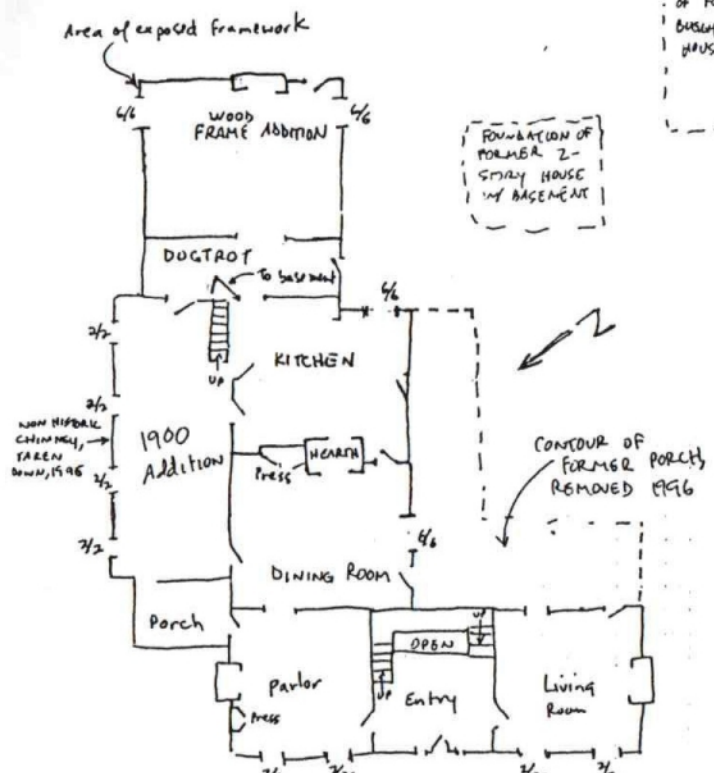 Area of exposed framework
OF
HOUS
6/6
WOOD
FRAME ADDITION
6/6
FOUNDATION OF
FORMER 2-
STORY HOUSE
W/ BASEMENT
DOGTROT
To basement
6/6
2/2
UP
KITCHEN
2/2
NON HISTORIC
CHIMNEY,
TAKEN
DOWN, 1996
1900
Addition
Press
HEARTH
CONTOUR OF
FORMER PORCH,
REMOVED 1996
2/2
2/2
6/6
DINING ROOM
Porch
UP
OPEN
Parlor
UP
Entry
Living
Room
Press